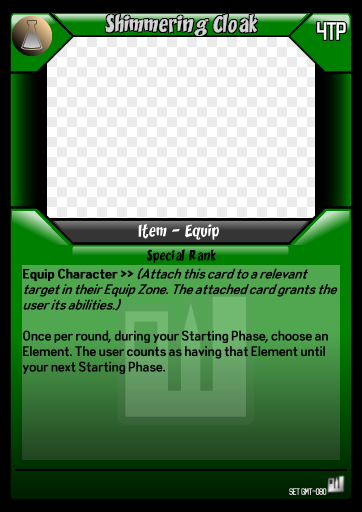 Shimmering Cloak
4TP
Item - Equip
Special Rank
Equip Character >> (Attach this card to a relevant
target in their Equip Zone. The attached card grants the
user its abilities.)
Once per round, during your Starting Phase, choose an
Element. The user counts as having that Element until
your next Starting Phase.
SET GMT-080